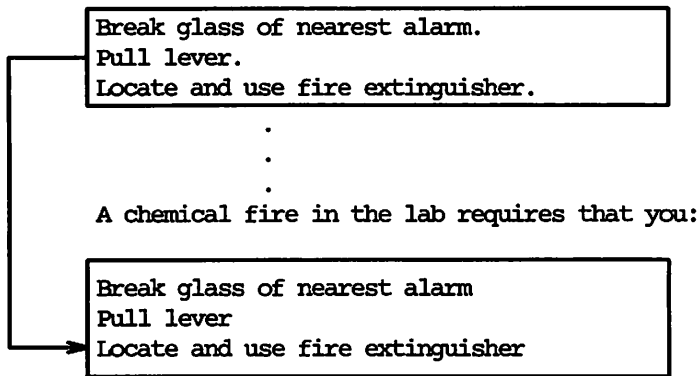 Break glass of nearest alarm.
Pull lever.
Locate and use fire extinguisher.
.
.
.
A chemical fire in the lab requires that you:
Break glass of nearest alarm
Pull lever
Locate and use fire extinguisher